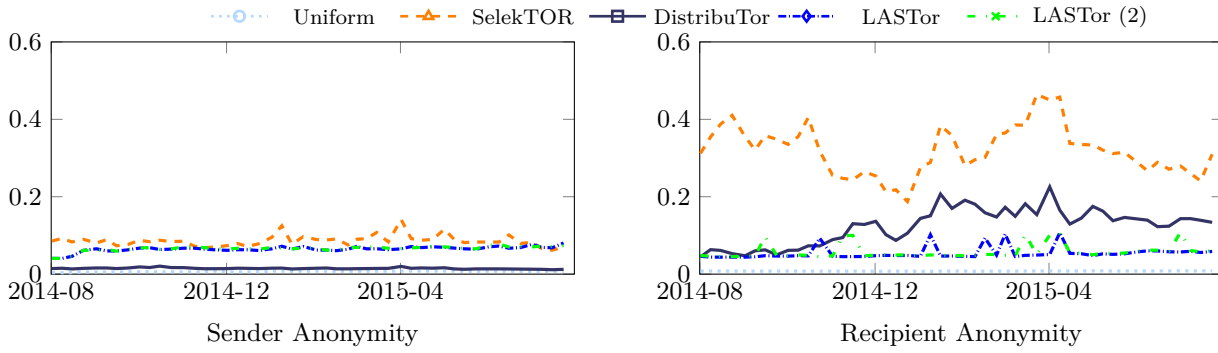 Uniform SelekTOR DistribuTor LASTor LASTor (2)
0.6 0.6
0.4 0.4
0.2 0.2
0 0
2014-08 2014-12 2015-04 2014-08 2014-12 2015-04
Sender Anonymity Recipient Anonymity